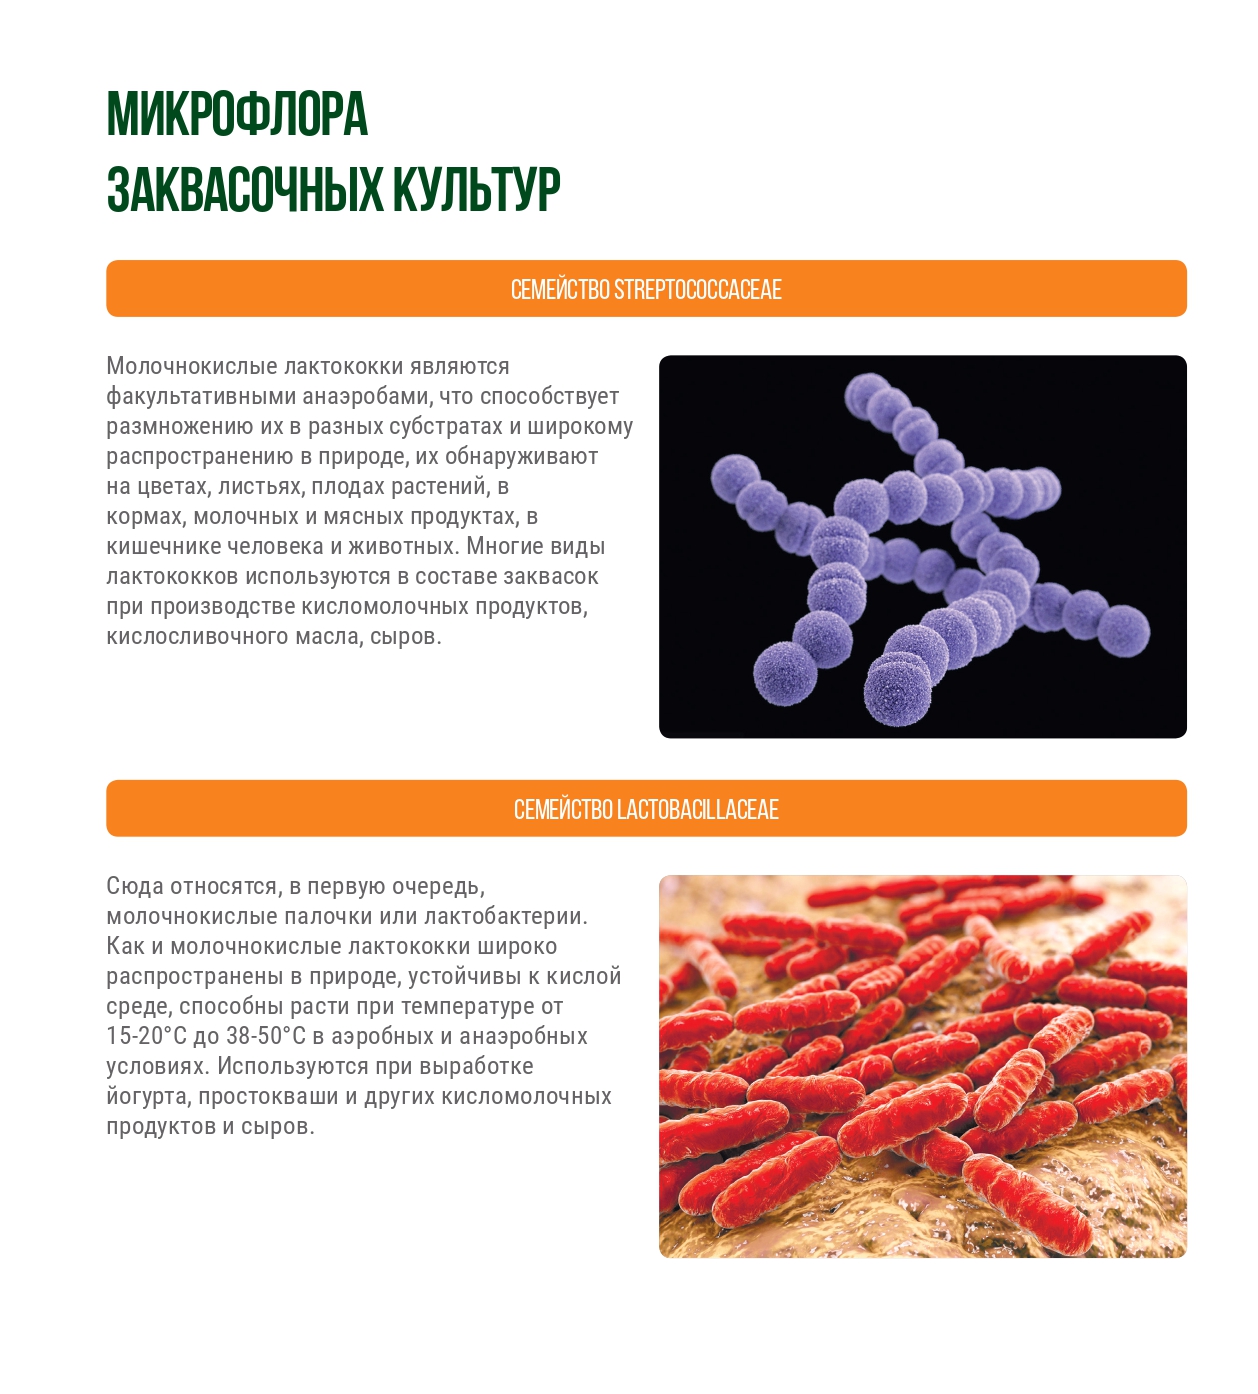 МИКРОФЛОРА
ЗАКВАСОЧНЫХ КУЛЬТУР
СЕМЕЙСТВО STREPTOCOCCACEAE
Молочнокислые лактококки являются
факультативными анаэробами, что способствует
размножению их в разных субстратах и широкому
распространению в природе, их обнаруживают
на цветах, листьях, плодах растений, в
кормах, молочных и мясных продуктах, в
кишечнике человека и животных. Многие виды
лактококков используются в составе заквасок
при производстве кисломолочных продуктов,
кислосливочного масла, сыров.
СЕМЕЙСТВО LACTOBACILLACEAE
Сюда относятся, в первую очередь,
молочнокислые палочки или лактобактерии.
Как и молочнокислые лактококки широко
распространены в природе, устойчивы к кислой
среде, способны расти при температуре от
15-20°C до 38-50°C в аэробных и анаэробных
условиях. Используются при выработке
йогурта, простокваши и других кисломолочных
продуктов и сыров.